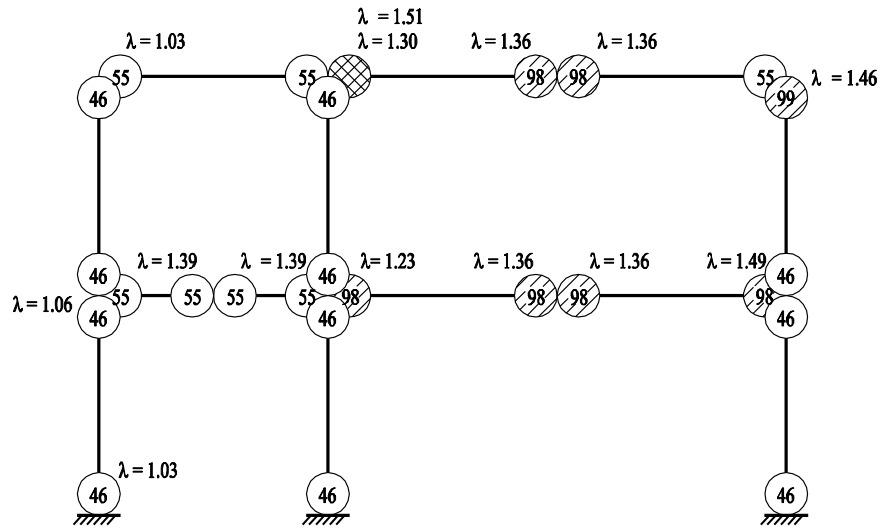 λ = 1.51
λ = 1.03
λ = 1.30
λ = 1.36
λ = 1.36
55
55
98
98
55
46
46
99
λ = 1.46
λ = 1.39
λ = 1.39
λ = 1.23
λ = 1.36
λ = 1.36
λ = 1.49
46
46
46
55
55
55
55
98
98
98
98
λ = 1.06
46
46
46
λ = 1.03
46
46
46